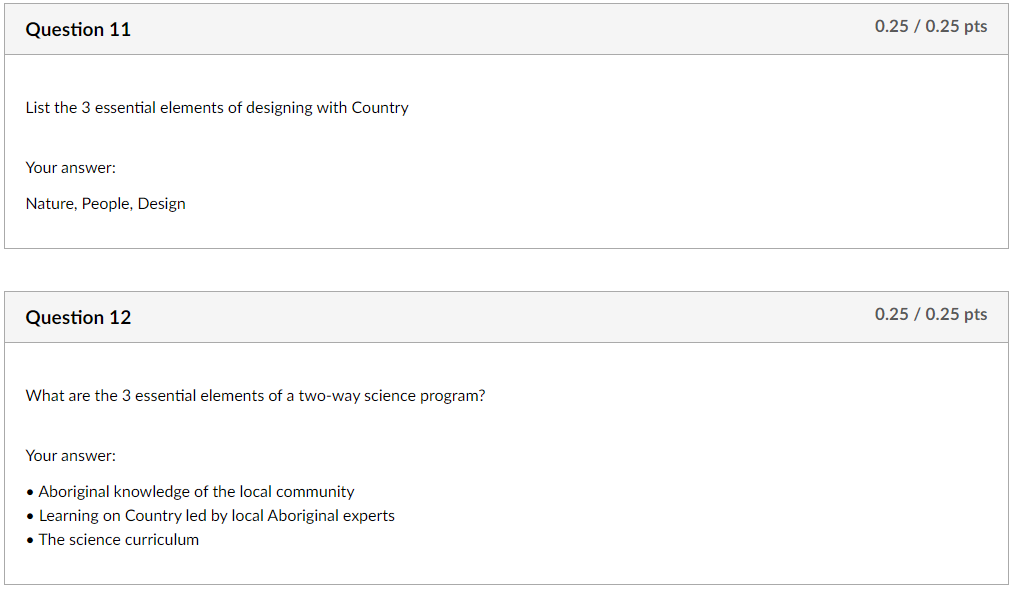 Question 11
0.25 / 0.25 pts
List the 3 essential elements of designing with Country
Your answer:
Nature, People, Design
Question 12
0.25 / 0.25 pts
What are the 3 essential elements of a two-way science program?
Your answer:
• Aboriginal knowledge of the local community
• Learning on Country led by local Aboriginal experts
• The science curriculum